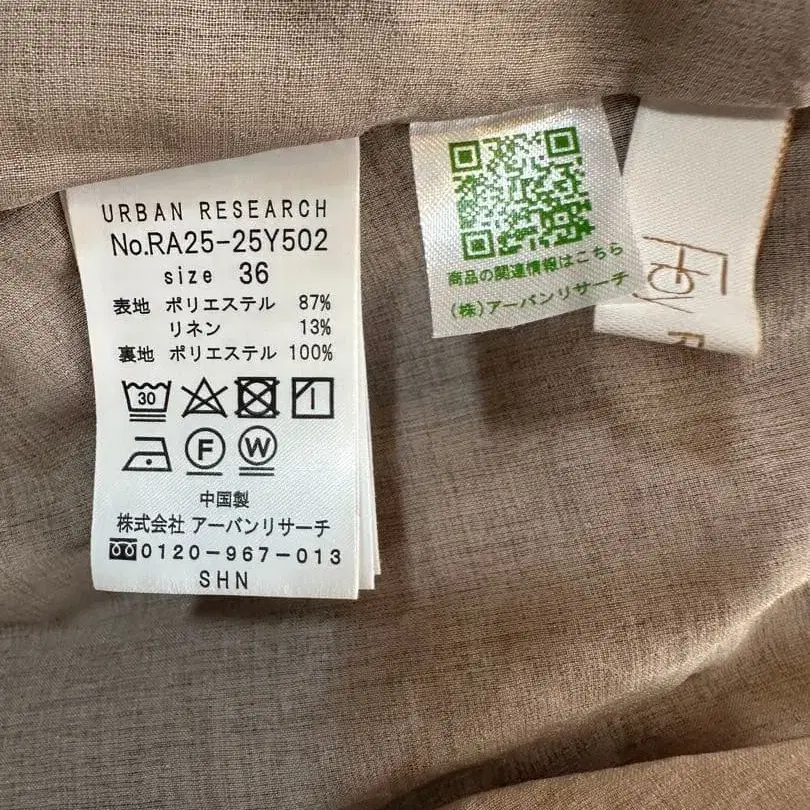 URBAN RESEARCH
No.RA25-25Y502
size 36
表地 ポリエステル 87%
リネン 13%
裏地 ポリエステル 100%
30
F
W
中国製
株式会社 アーバンリサーチ
0120-967-013
SHN
商品の関連情報はこちら
(株)アーバンリサーチ